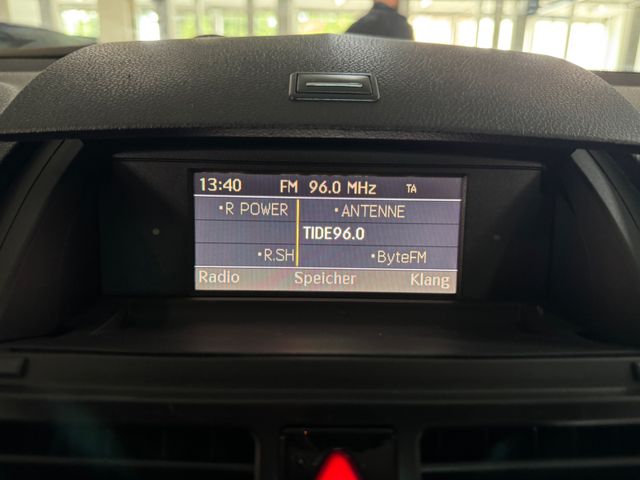 13:40 FM 96.0 MHz TA
•R POWER •ANTENNE
TIDE96.0
•R.SH •ByteFM
Radio Speicher Klang